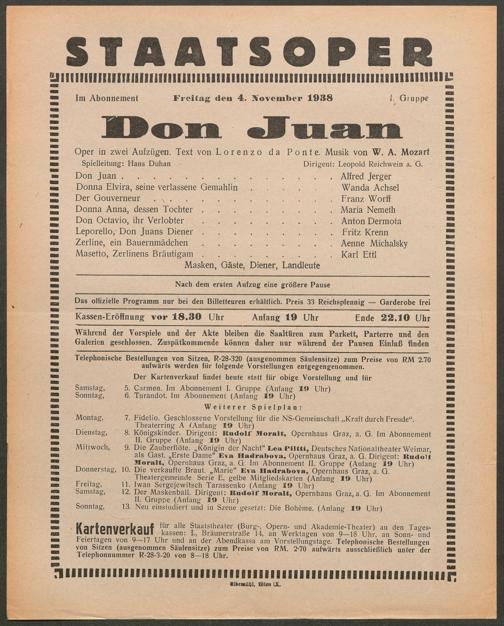 STAATSOPER
Im Abonnement Freitag den 4. November 1938 1. Gruppe
Don Juan
Oper in zwei Aufzügen. Text von Lorenzo da Ponte. Musik von W. A. Mozart
Spielleitung: Hans Duhan Dirigent: Leopold Reichwein a. G.
Don Juan . . . . . . . . . . Alfred Jerger
Donna Elvira, seine verlassene Gemahlin Wanda Achsel
Der Gouverneur . . . . . . . . Franz Worff
Donna Anna, dessen Tochter . . . . . . Maria Nemeth
Don Octavio, ihr Verlobter . . . . . . Anton Dermota
Leporello, Don Juans Diener . . . . . . Fritz Krenn
Zerline, ein Bauernmädchen . . . . . . Aenne Michalsky
Masetto, Zerlinens Bräutigam . . . . . . Karl Ettl
Masken, Gäste, Diener, Landleute
Nach dem ersten Aufzug eine größere Pause
Das offizielle Programm nur bei den Billetteuren erhältlich. Preis 33 Reichspfennig — Garderobe frei
Kassen-Eröffnung vor 18.30 Uhr Anfang 19 Uhr Ende 22.10 Uhr
Während der Vorspiele und der Akte bleiben die Saaltüren zum Parkett, Parterre und den
Galerien geschlossen. Zuspätkommende können daher nur während der Pausen Einlaß finden
Telephonische Bestellungen von Sitzen, R-28-320 (ausgenommen Säulensitze) zum Preise von RM 2.70
aufwärts werden für folgende Vorstellungen entgegengenommen.
Der Kartenverkauf findet heute statt für obige Vorstellung und für
Samstag, 5. Carmen. Im Abonnement I. Gruppe (Anfang 19 Uhr)
Sonntag, 6. Turandot. Im Abonnement (Anfang 19 Uhr)
Weiterer Spielplan:
Montag, 7. Fidelio. Geschlossene Vorstellung für die NS-Gemeinschaft „Kraft durch Freude".
Theaterring A (Anfang 19 Uhr)
Dienstag, 8. Königskinder. Dirigent: Rudolf Moralt, Opernhaus Graz, a. G. Im Abonnement
II. Gruppe (Anfang 19 Uhr)
Mittwoch, 9. Die Zauberflöte. „Königin der Nacht" Lea Piltti, Deutsches Nationaltheater Weimar,
als Gast. „Erste Dame" Eva Hadrabova, Opernhaus Graz, a. G. Dirigent: Rudolf
Moralt, Opernhaus Graz, a. G. Im Abonnement II. Gruppe (Anfang 19 Uhr)
Donnerstag, 10. Die verkaufte Braut. „Marie" Eva Hadrabova, Opernhaus Graz, a. G.
Theatergemeinde Serie E, gelbe Mitgliedskarten (Anfang 19 Uhr)
Freitag, 11. Iwan Sergejewitsch Tarassenko (Anfang 19 Uhr)
Samstag, 12. Der Maskenball. Dirigent: Rudolf Moralt, Opernhaus Graz, a. G. Im Abonnement
II. Gruppe (Anfang 19 Uhr)
Sonntag, 13. Neu einstudiert und in Szene gesetzt: Die Bohème. (Anfang 19 Uhr)
Kartenverkauf für alle Staatstheater (Burg-, Opern- und Akademie-Theater) an den Tages-
kassen: I., Bräunerstraße 14, an Werktagen von 9—18 Uhr, an Sonn- und
Feiertagen von 9—17 Uhr und an der Abendkassa am Vorstellungstage. Telephonische Bestellungen
von Sitzen (ausgenommen Säulensitze) zum Preise von RM. 2·70 aufwärts ausschließlich unter der
Telephonnummer R-28-3-20 von 8—18 Uhr.
Elbemühl, Wien IX.